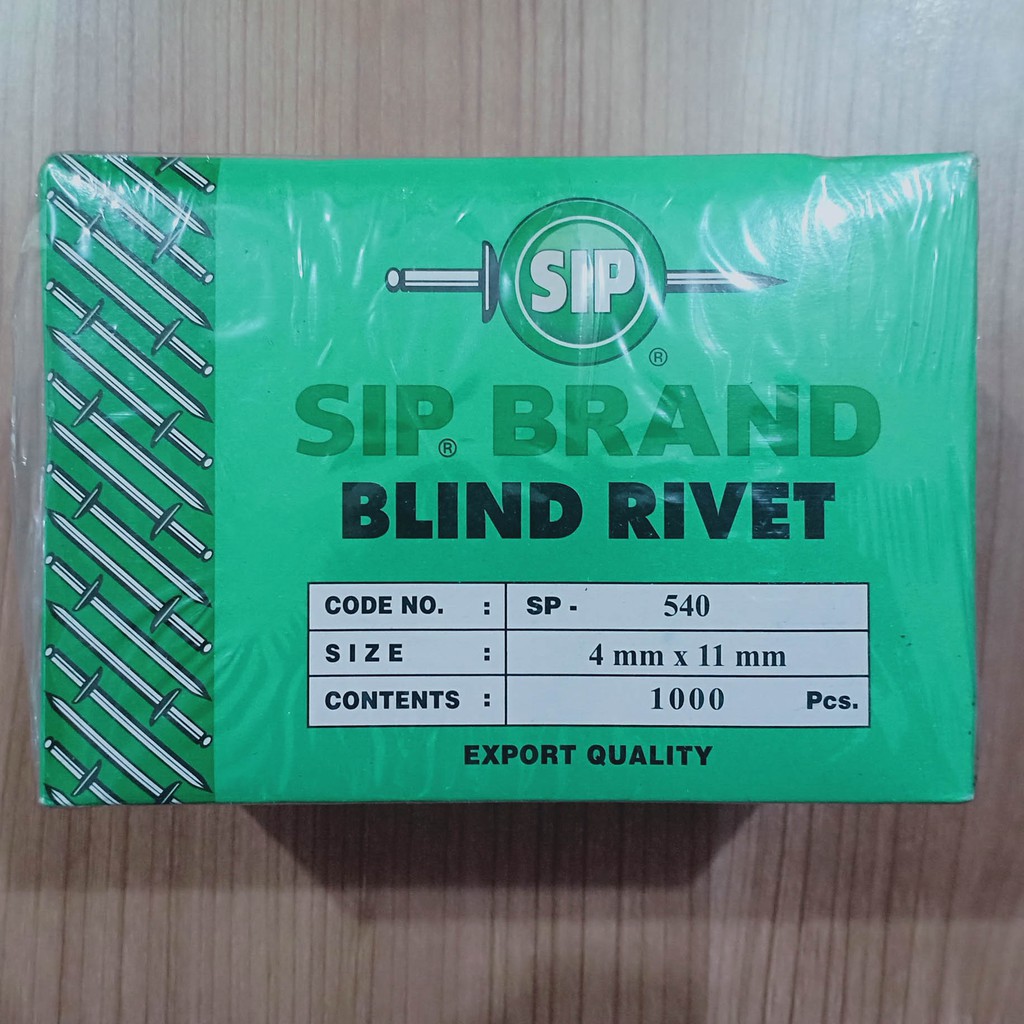 SIP
®
SIP® BRAND
BLIND RIVET
CODE NO. : SP - 540
SIZE : 4 mm x 11 mm
CONTENTS : 1000 Pcs.
EXPORT QUALITY